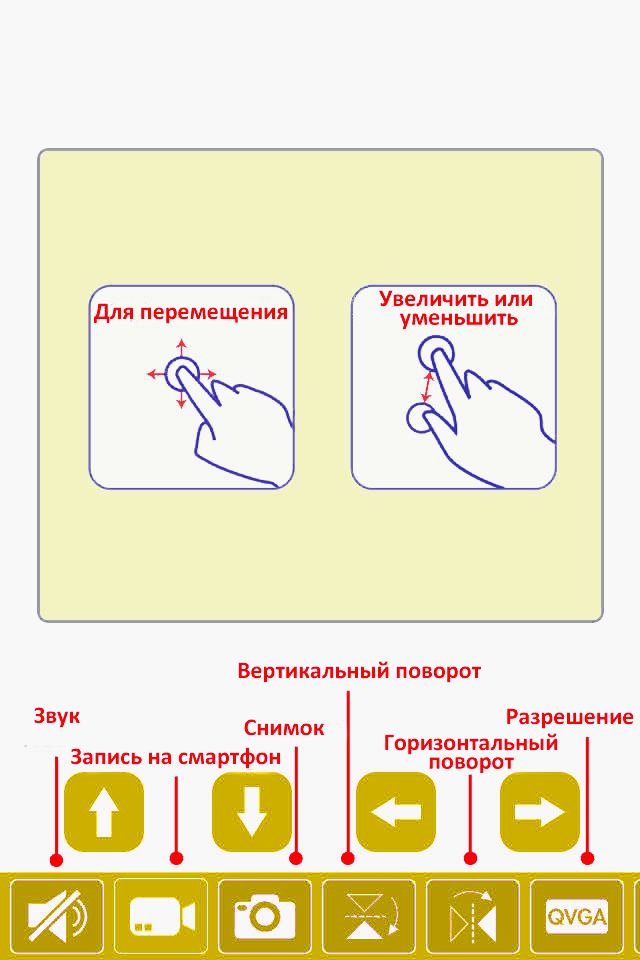 Для перемещения
Увеличить или
уменьшить
Вертикальный поворот
Звук
Снимок
Разрешение
Запись на смартфон
Горизонтальный
поворот
QVGA